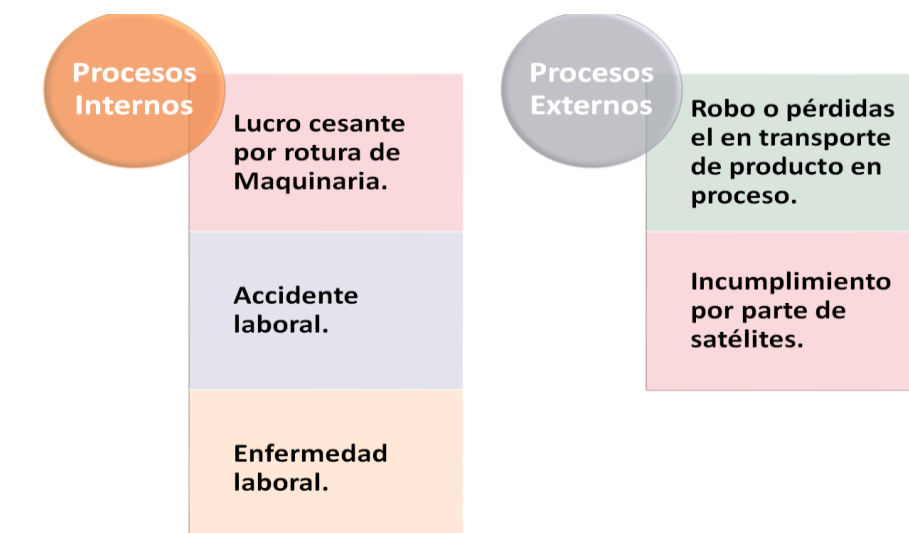 Procesos
Internos
Lucro cesante
por rotura de
Maquinaria.
Accidente
laboral.
Enfermedad
laboral.
Procesos
Externos
Robo o pérdidas
el en transporte
de producto en
proceso.
Incumplimiento
por parte de
satélites.